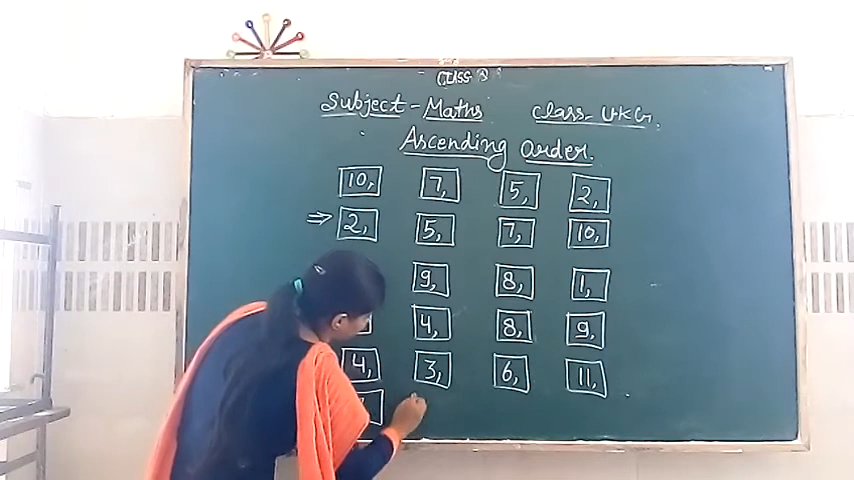 CLASS
Subject - Maths class - UKG.
Ascending Order.
10, 7, 5, 2,
⇒ 2, 5, 7, 10,
9, 8, 1,
4, 8, 9,
4, 3, 6, 11,